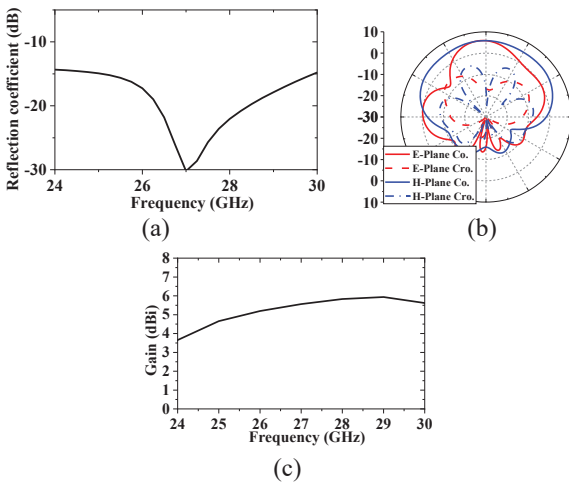 Reflection coefficient (dB)
-5
-10
-20
-30
24 26 28 30
Frequency (GHz)
(a)
10
0
-10
-20
-30
-20
-10
0
10
E-Plane Co.
E-Plane Cro.
H-Plane Co.
H-Plane Cro.
(b)
Gain (dBi)
8
7
6
5
4
3
2
1
0
24 25 26 27 28 29 30
Frequency (GHz)
(c)